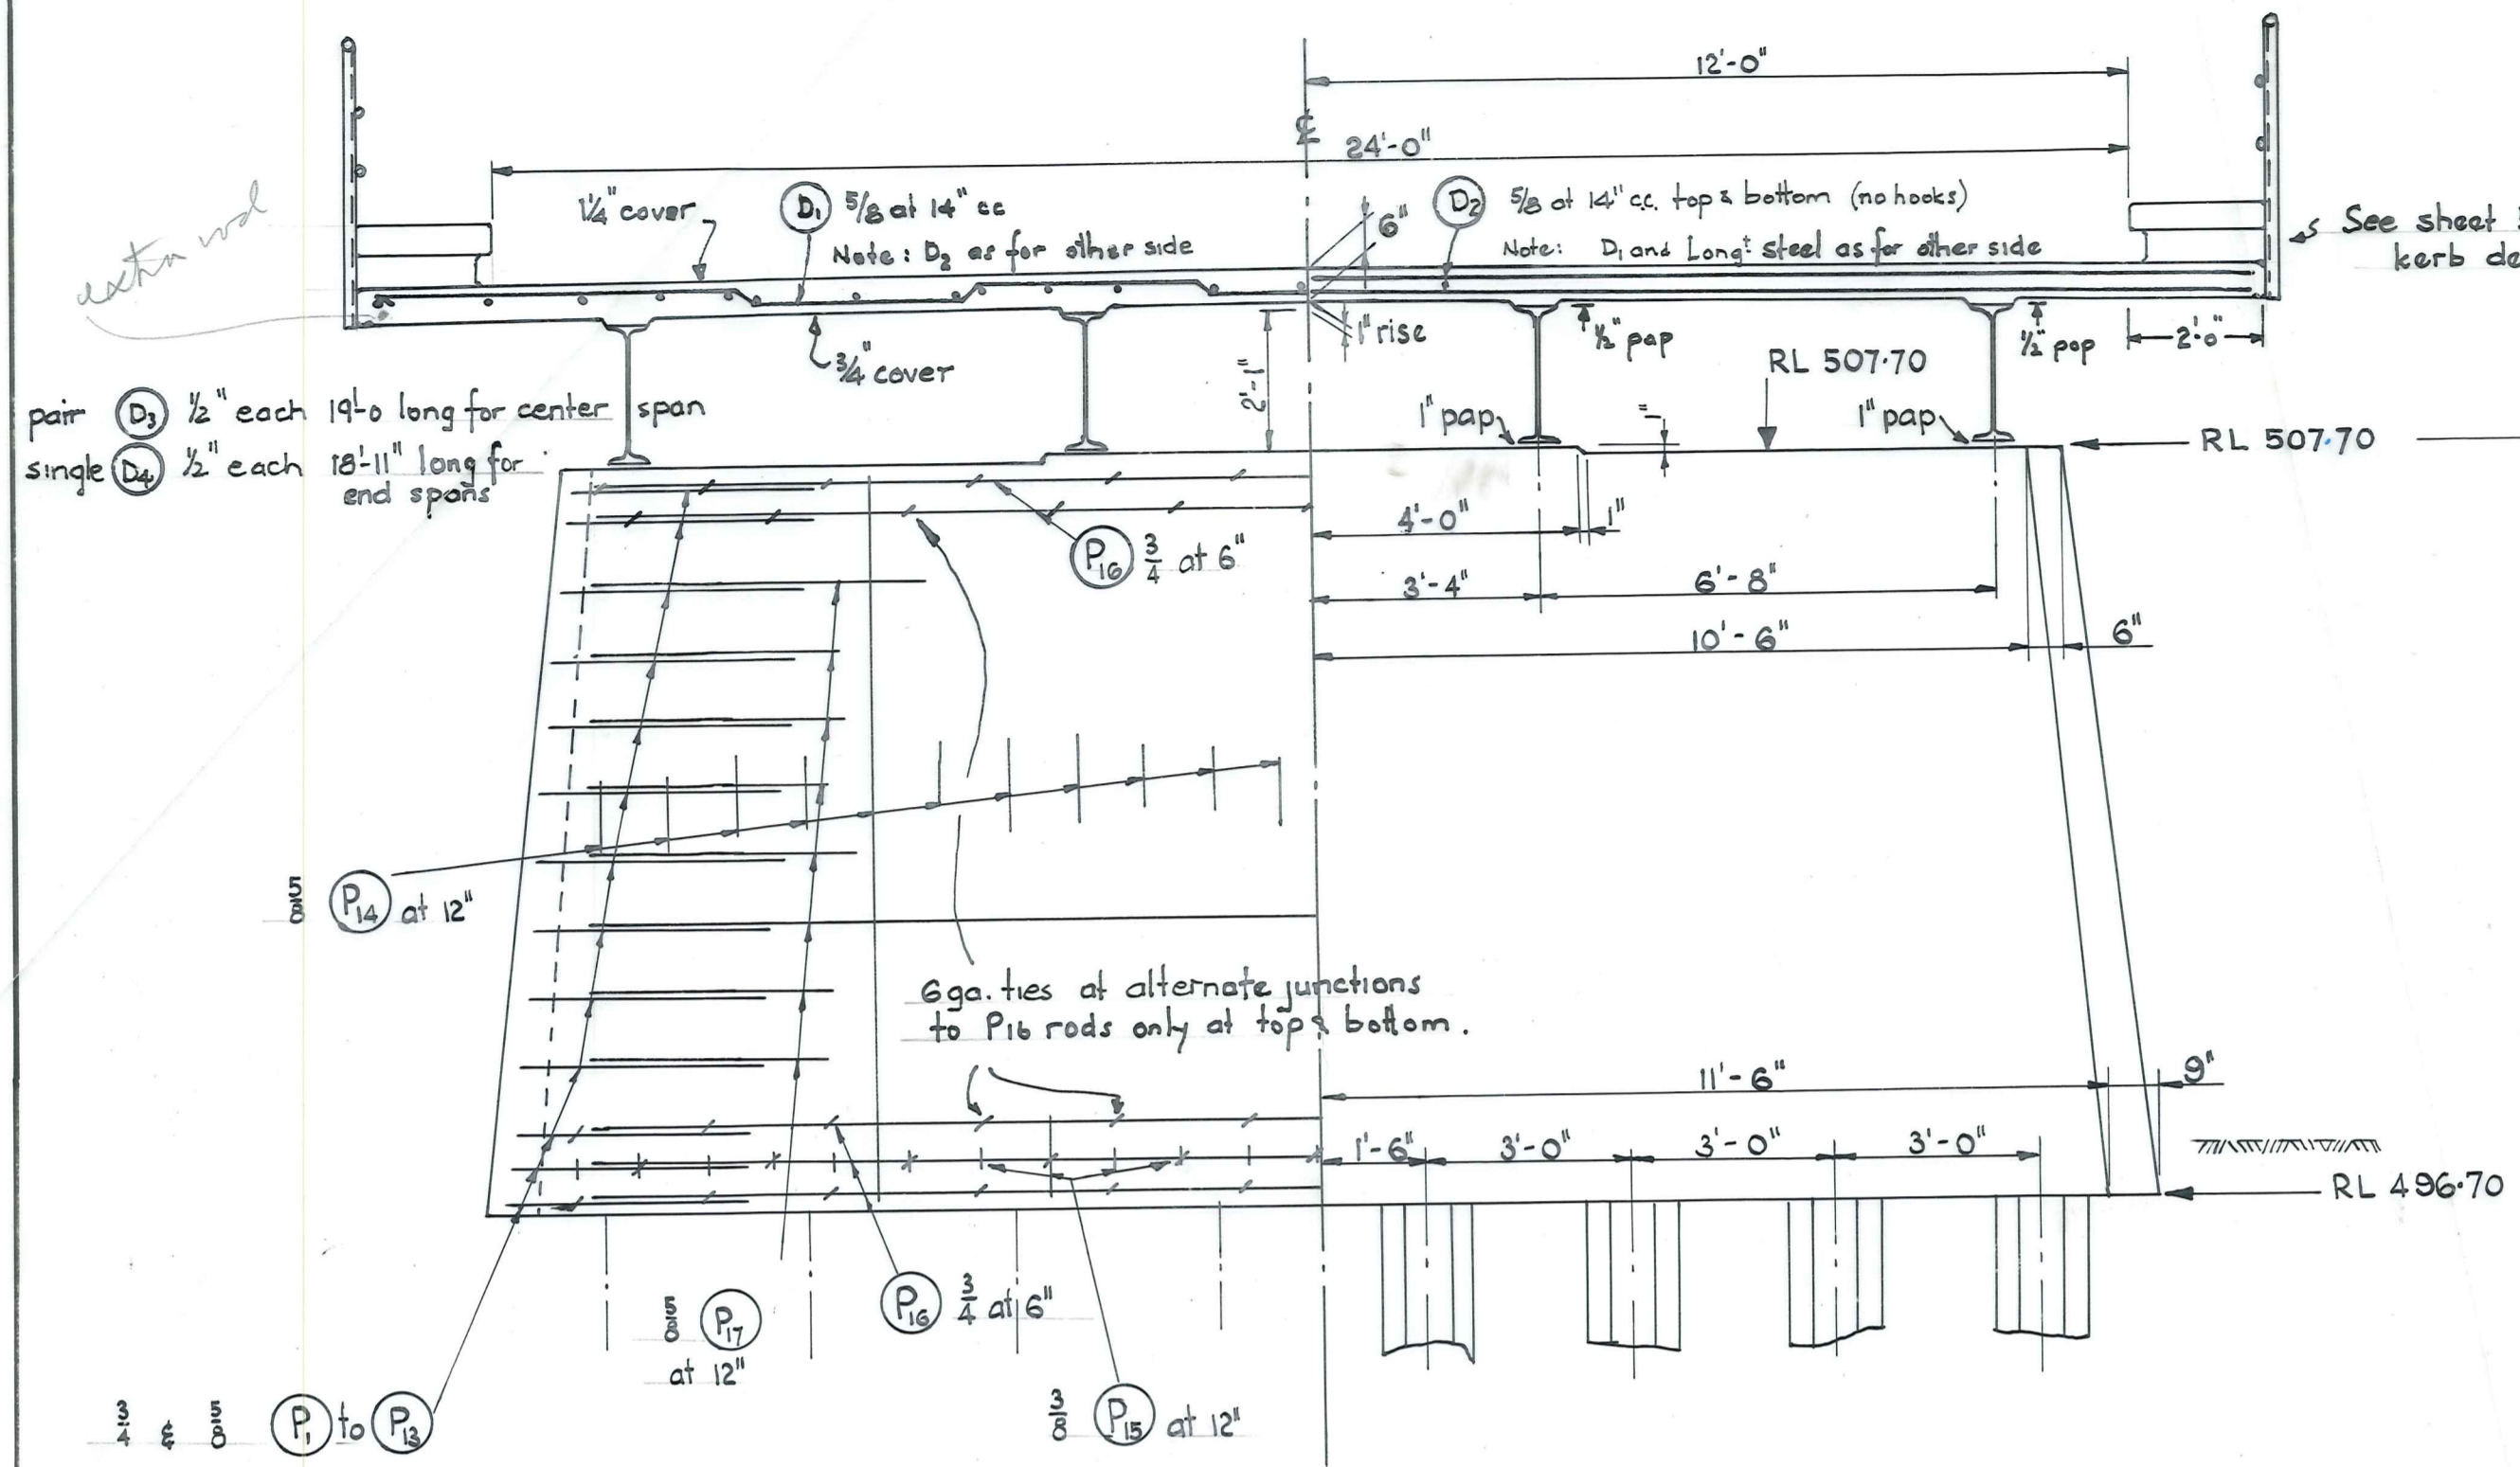 12'-0"
℄
24'-0"
extra rod
1¼" cover
D1 5/8 at 14" cc
Note: D2 as for other side
6"
D2 5/8 at 14" c.c. top & bottom (no hooks)
Note: D1 and Longt steel as for other side
See sheet
kerb de
¾" cover
2'-1"
1" rise
½" pap
½" pap
2'-0"
RL 507·70
pair D3 ½" each 19'-0 long for center span
single D4 ½" each 18'-11" long for
end spans
1" pap
1"
1" pap
RL 507·70
P16 3/4 at 6"
4'-0"
1"
3'-4"
6'-8"
10'-6"
6"
5/8 P14 at 12"
6ga. ties at alternate junctions
to P16 rods only at top & bottom.
11'-6"
9"
1'-6"
3'-0"
3'-0"
3'-0"
RL 496·70
5/8 P17
at 12"
P16 3/4 at 6"
3/4 & 5/8 P1 to P13
3/8 P15 at 12"